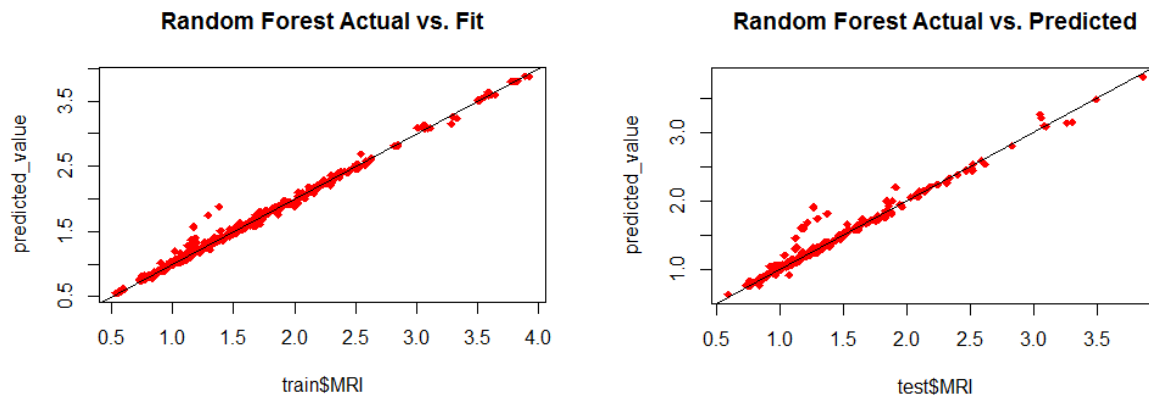 Random Forest Actual vs. Fit
predicted_value
3.5
2.5
1.5
0.5
0.5 1.0 1.5 2.0 2.5 3.0 3.5 4.0
train$MRI
Random Forest Actual vs. Predicted
predicted_value
3.0
2.0
1.0
0.5 1.0 1.5 2.0 2.5 3.0 3.5
test$MRI